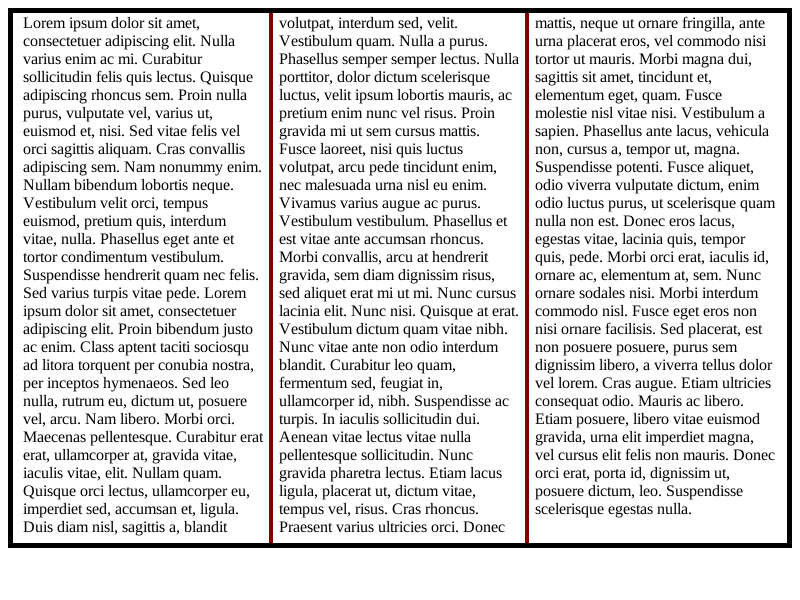 Lorem ipsum dolor sit amet,
consectetuer adipiscing elit. Nulla
varius enim ac mi. Curabitur
sollicitudin felis quis lectus. Quisque
adipiscing rhoncus sem. Proin nulla
purus, vulputate vel, varius ut,
euismod et, nisi. Sed vitae felis vel
orci sagittis aliquam. Cras convallis
adipiscing sem. Nam nonummy enim.
Nullam bibendum lobortis neque.
Vestibulum velit orci, tempus
euismod, pretium quis, interdum
vitae, nulla. Phasellus eget ante et
tortor condimentum vestibulum.
Suspendisse hendrerit quam nec felis.
Sed varius turpis vitae pede. Lorem
ipsum dolor sit amet, consectetuer
adipiscing elit. Proin bibendum justo
ac enim. Class aptent taciti sociosqu
ad litora torquent per conubia nostra,
per inceptos hymenaeos. Sed leo
nulla, rutrum eu, dictum ut, posuere
vel, arcu. Nam libero. Morbi orci.
Maecenas pellentesque. Curabitur erat
erat, ullamcorper at, gravida vitae,
iaculis vitae, elit. Nullam quam.
Quisque orci lectus, ullamcorper eu,
imperdiet sed, accumsan et, ligula.
Duis diam nisl, sagittis a, blandit
volutpat, interdum sed, velit.
Vestibulum quam. Nulla a purus.
Phasellus semper semper lectus. Nulla
porttitor, dolor dictum scelerisque
luctus, velit ipsum lobortis mauris, ac
pretium enim nunc vel risus. Proin
gravida mi ut sem cursus mattis.
Fusce laoreet, nisi quis luctus
volutpat, arcu pede tincidunt enim,
nec malesuada urna nisl eu enim.
Vivamus varius augue ac purus.
Vestibulum vestibulum. Phasellus et
est vitae ante accumsan rhoncus.
Morbi convallis, arcu at hendrerit
gravida, sem diam dignissim risus,
sed aliquet erat mi ut mi. Nunc cursus
lacinia elit. Nunc nisi. Quisque at erat.
Vestibulum dictum quam vitae nibh.
Nunc vitae ante non odio interdum
blandit. Curabitur leo quam,
fermentum sed, feugiat in,
ullamcorper id, nibh. Suspendisse ac
turpis. In iaculis sollicitudin dui.
Aenean vitae lectus vitae nulla
pellentesque sollicitudin. Nunc
gravida pharetra lectus. Etiam lacus
ligula, placerat ut, dictum vitae,
tempus vel, risus. Cras rhoncus.
Praesent varius ultricies orci. Donec
mattis, neque ut ornare fringilla, ante
urna placerat eros, vel commodo nisi
tortor ut mauris. Morbi magna dui,
sagittis sit amet, tincidunt et,
elementum eget, quam. Fusce
molestie nisl vitae nisi. Vestibulum a
sapien. Phasellus ante lacus, vehicula
non, cursus a, tempor ut, magna.
Suspendisse potenti. Fusce aliquet,
odio viverra vulputate dictum, enim
odio luctus purus, ut scelerisque quam
nulla non est. Donec eros lacus,
egestas vitae, lacinia quis, tempor
quis, pede. Morbi orci erat, iaculis id,
ornare ac, elementum at, sem. Nunc
ornare sodales nisi. Morbi interdum
commodo nisl. Fusce eget eros non
nisi ornare facilisis. Sed placerat, est
non posuere posuere, purus sem
dignissim libero, a viverra tellus dolor
vel lorem. Cras augue. Etiam ultricies
consequat odio. Mauris ac libero.
Etiam posuere, libero vitae euismod
gravida, urna elit imperdiet magna,
vel cursus elit felis non mauris. Donec
orci erat, porta id, dignissim ut,
posuere dictum, leo. Suspendisse
scelerisque egestas nulla.